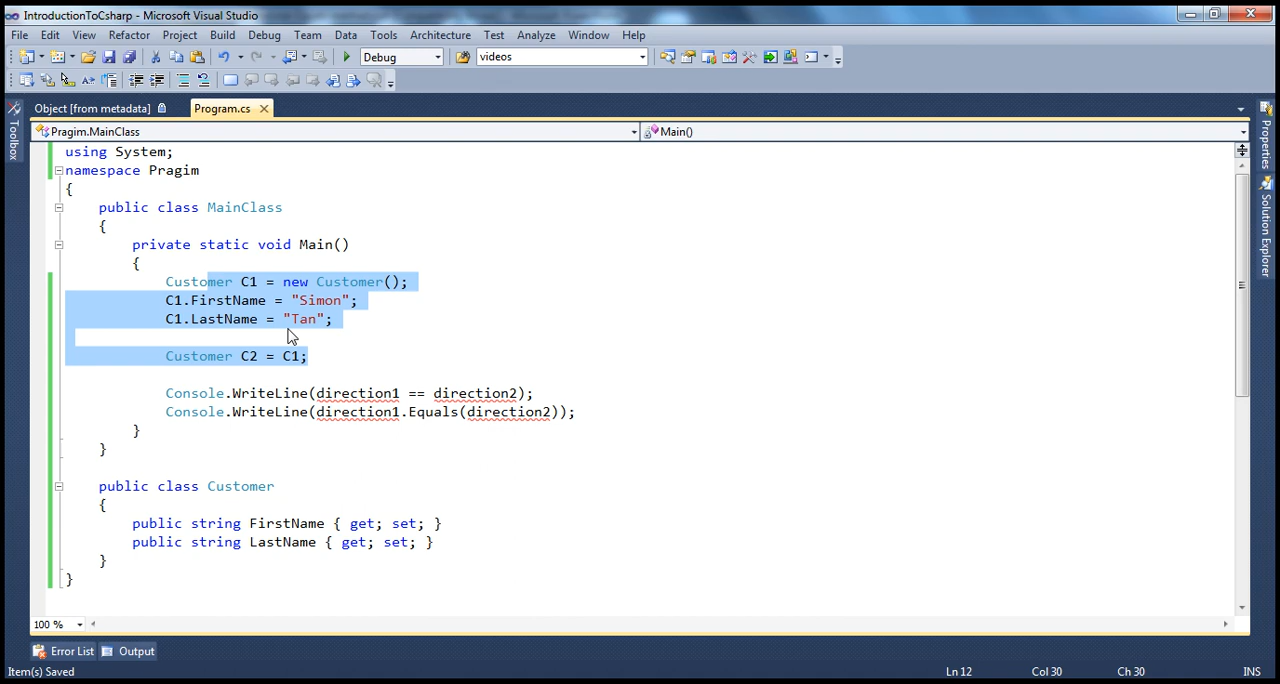 IntroductionToCsharp - Microsoft Visual Studio
File Edit View Refactor Project Build Debug Team Data Tools Architecture Test Analyze Window Help
Debug videos
Toolbox
Object [from metadata] Program.cs
Pragim.MainClass Main()
using System;
namespace Pragim
{
public class MainClass
{
private static void Main()
{
Customer C1 = new Customer();
C1.FirstName = "Simon";
C1.LastName = "Tan";
Customer C2 = C1;
Console.WriteLine(direction1 == direction2);
Console.WriteLine(direction1.Equals(direction2));
}
}
public class Customer
{
public string FirstName { get; set; }
public string LastName { get; set; }
}
}
Properties
Solution Explorer
100 %
Error List Output
Item(s) Saved Ln 12 Col 30 Ch 30 INS